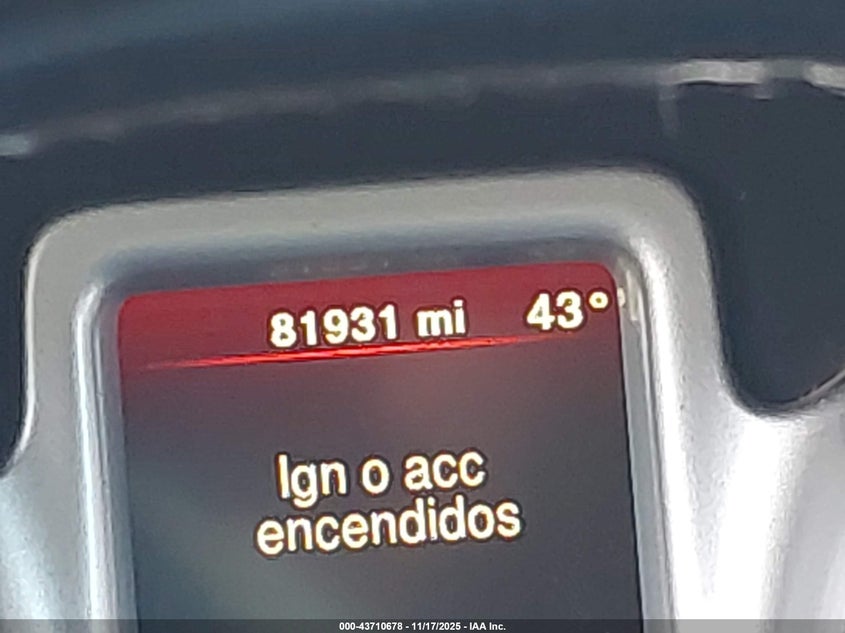 81931 mi 43°
Ign o acc
encendidos
000-43710678 - 11/17/2025 - IAA Inc.